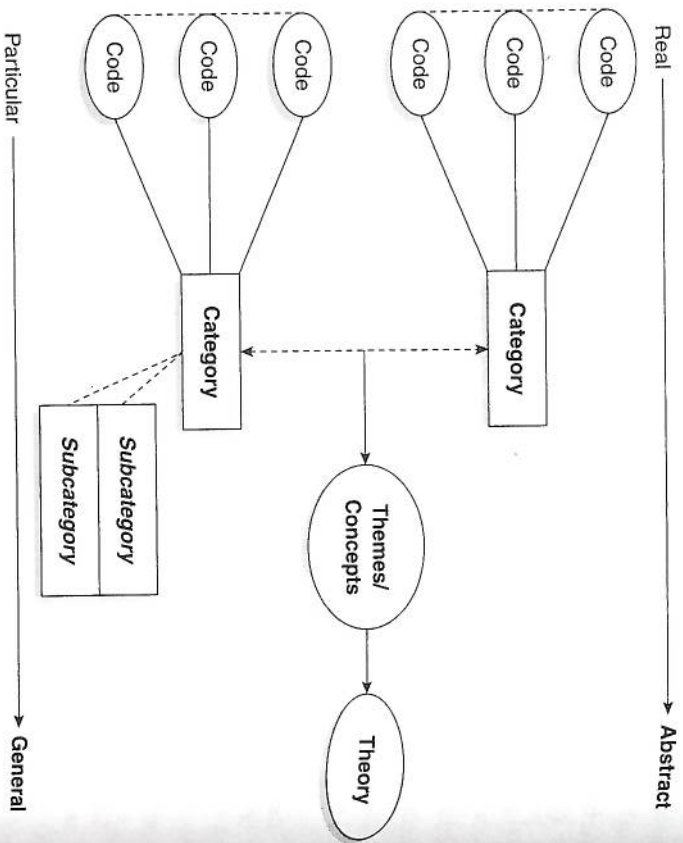 Real Abstract
Code
Code
Code
Category
Code
Code
Code
Category
Subcategory
Subcategory
Themes/
Concepts
Theory
Particular General